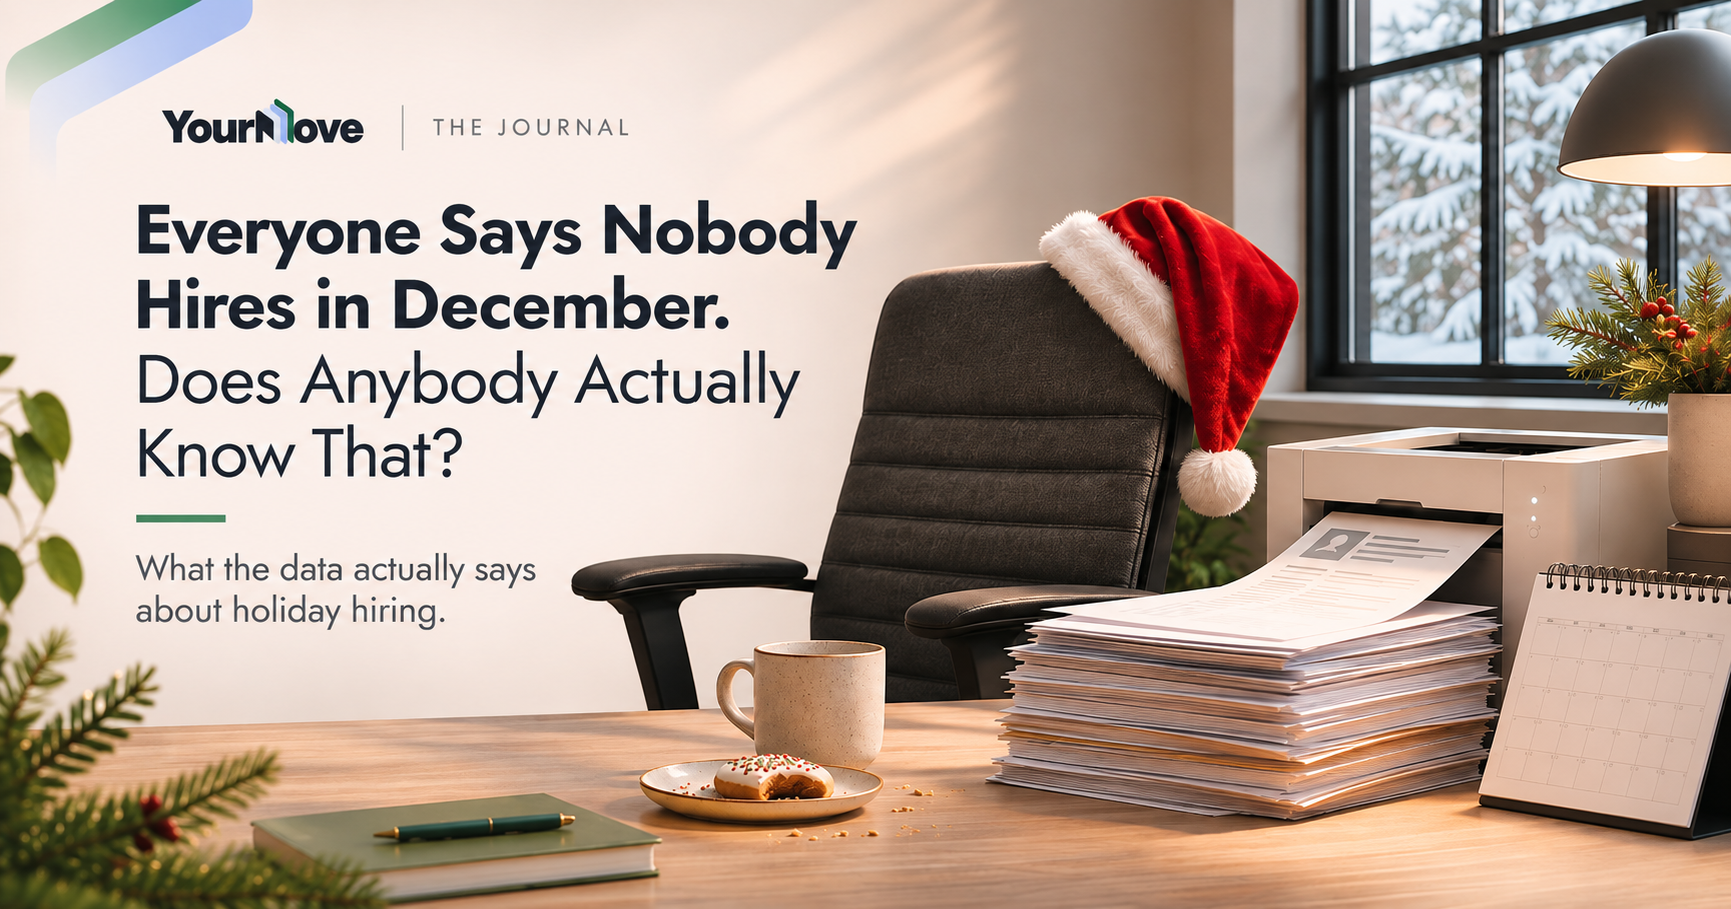 YourMove
THE JOURNAL
Everyone Says Nobody
Hires in December.
Does Anybody Actually
Know That?
What the data actually says
about holiday hiring.